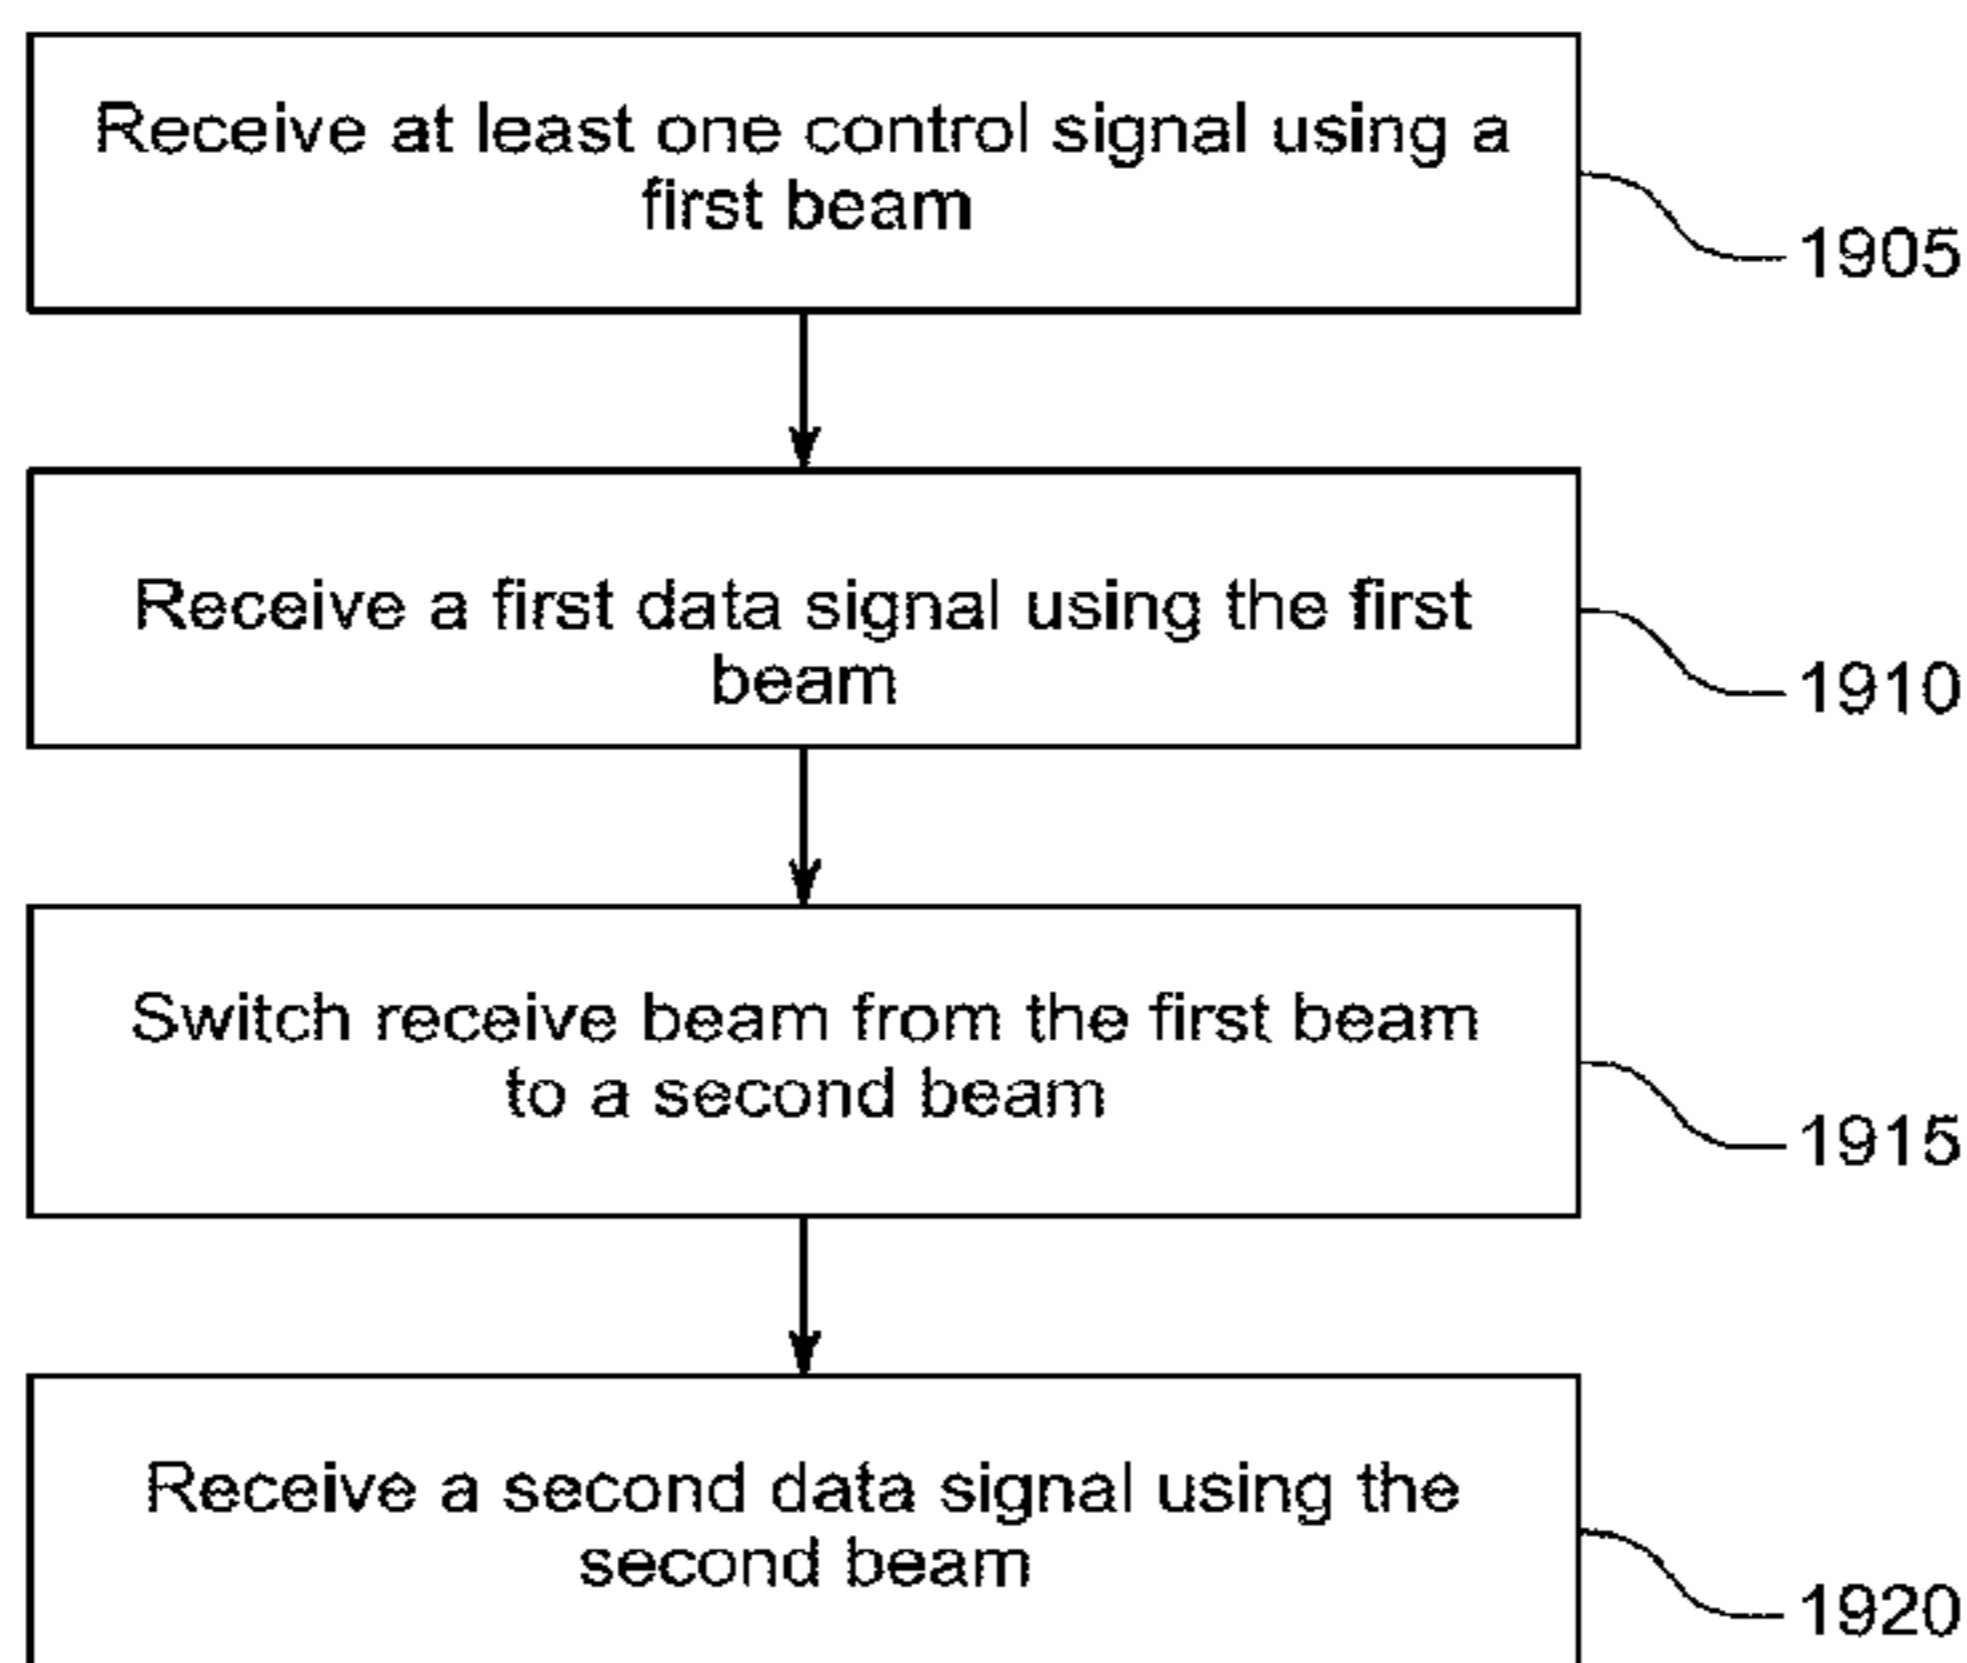 Receive at least one control signal using a
first beam
1905
Receive a first data signal using the first
beam
1910
Switch receive beam from the first beam
to a second beam
1915
Receive a second data signal using the
second beam
1920